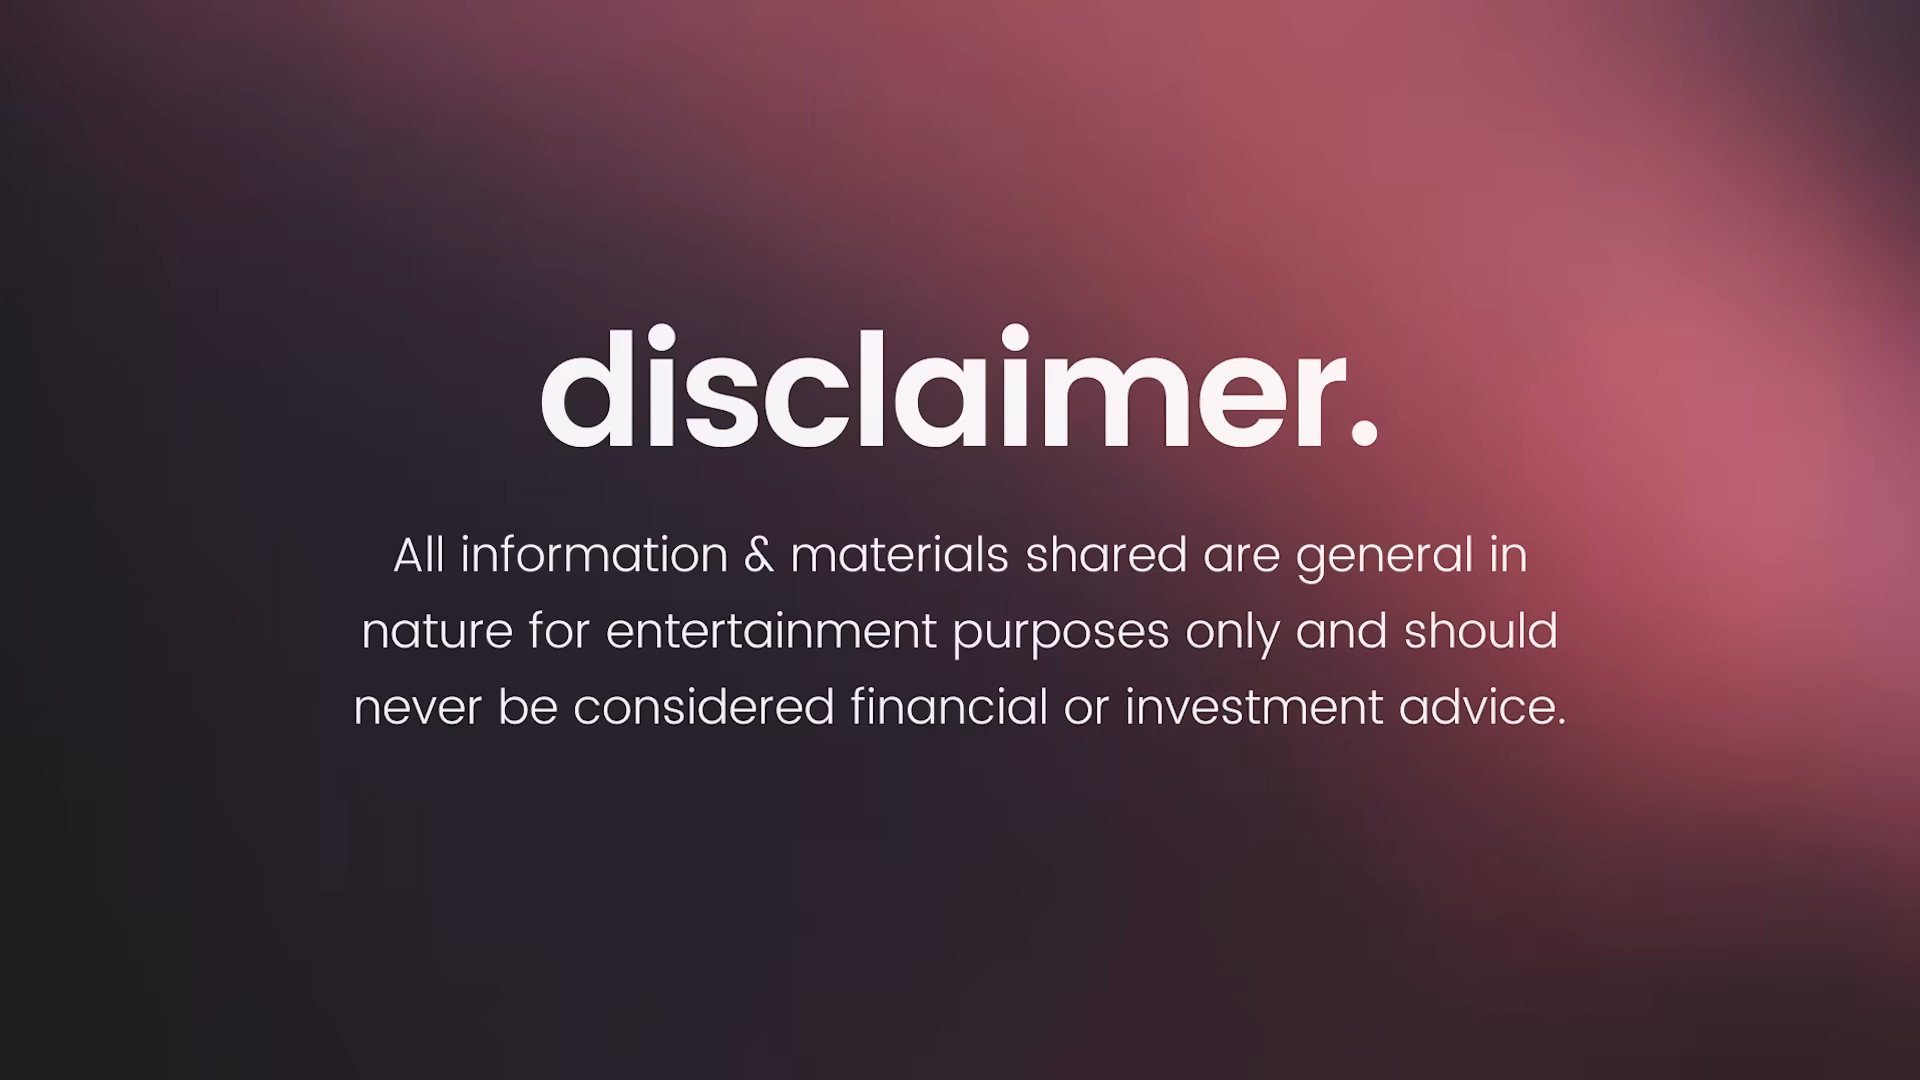 disclaimer.
All information & materials shared are general in
nature for entertainment purposes only and should
never be considered financial or investment advice.